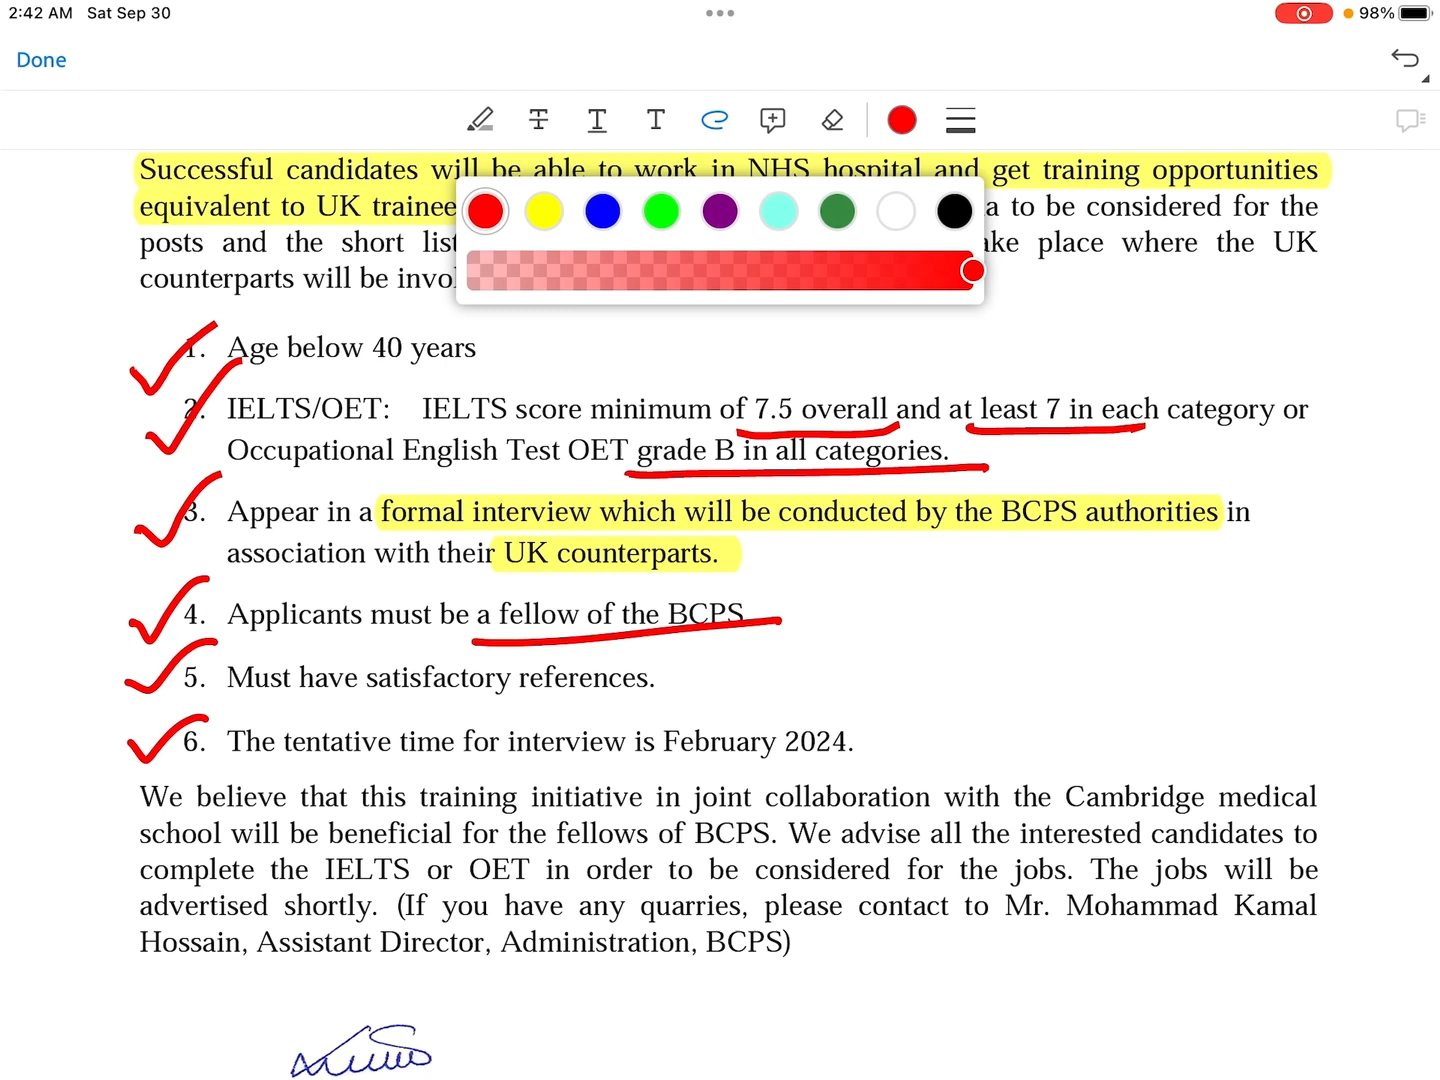 2:42 AM Sat Sep 30
98%
Done
Successful candidates will be able to work in NHS hospital and get training opportunities
equivalent to UK trainee a to be considered for the
posts and the short list ake place where the UK
counterparts will be invol
1. Age below 40 years
2. IELTS/OET: IELTS score minimum of 7.5 overall and at least 7 in each category or
Occupational English Test OET grade B in all categories.
3. Appear in a formal interview which will be conducted by the BCPS authorities in
association with their UK counterparts.
4. Applicants must be a fellow of the BCPS
5. Must have satisfactory references.
6. The tentative time for interview is February 2024.
We believe that this training initiative in joint collaboration with the Cambridge medical
school will be beneficial for the fellows of BCPS. We advise all the interested candidates to
complete the IELTS or OET in order to be considered for the jobs. The jobs will be
advertised shortly. (If you have any quarries, please contact to Mr. Mohammad Kamal
Hossain, Assistant Director, Administration, BCPS)